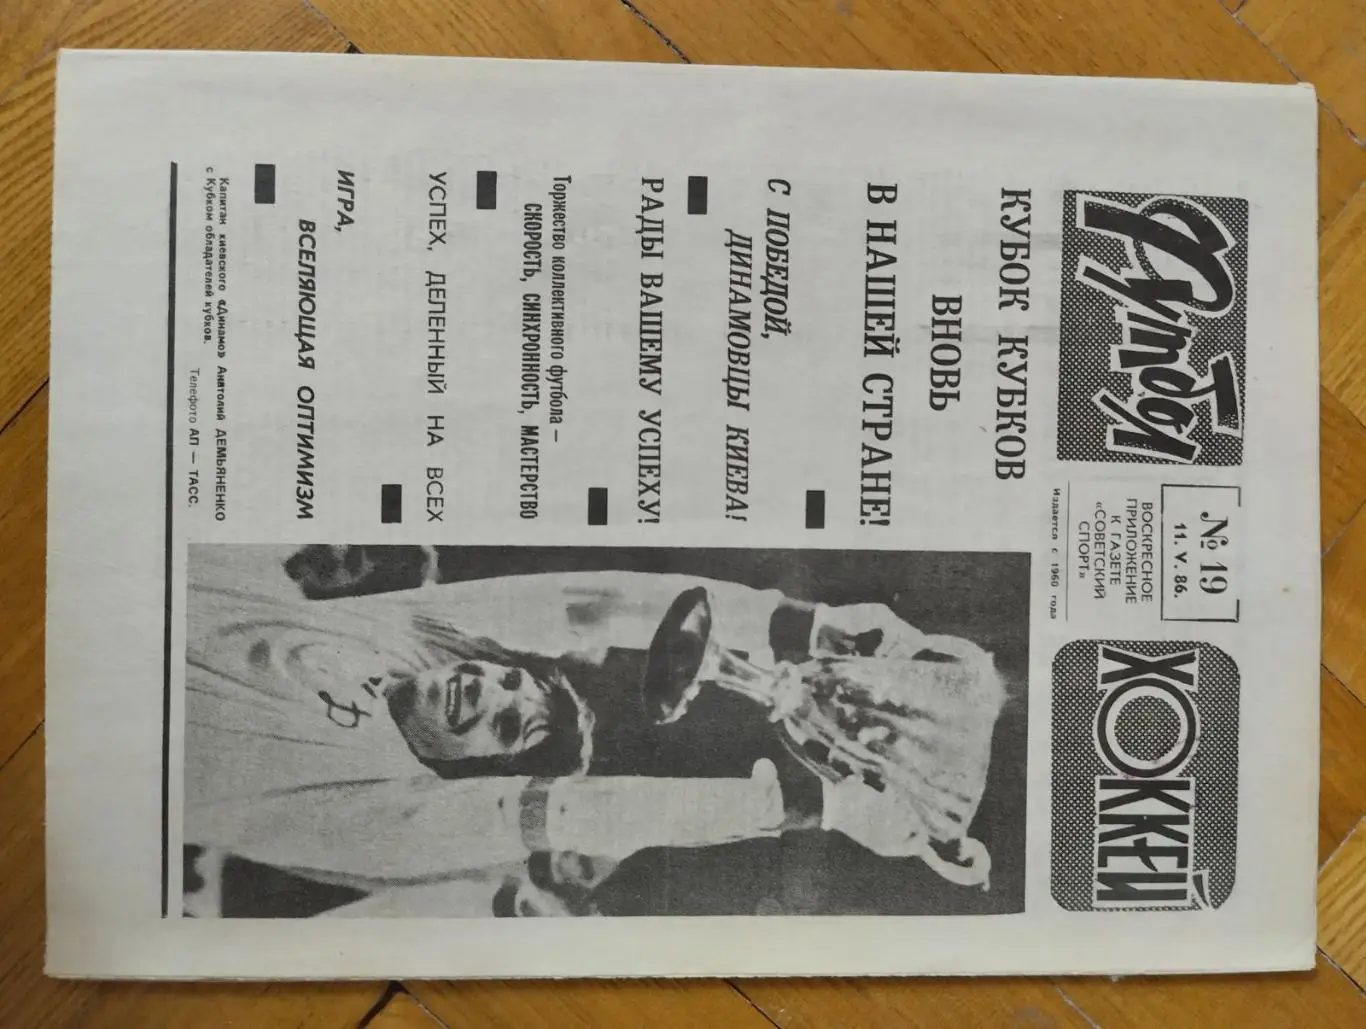 Футбол
№ 19
11. V. 86.
ВОСКРЕСНОЕ
ПРИЛОЖЕНИЕ
К ГАЗЕТЕ
«СОВЕТСКИЙ
СПОРТ»
Издается с 1960 года
ХОККЕЙ
КУБОК КУБКОВ
ВНОВЬ
В НАШЕЙ СТРАНЕ!
С ПОБЕДОЙ,
ДИНАМОВЦЫ КИЕВА!
РАДЫ ВАШЕМУ УСПЕХУ!
Торжество коллективного футбола —
СКОРОСТЬ, СИНХРОННОСТЬ, МАСТЕРСТВО
УСПЕХ, ДЕЛЕННЫЙ НА ВСЕХ
ИГРА,
ВСЕЛЯЮЩАЯ ОПТИМИЗМ
Капитан киевского «Динамо» Анатолий ДЕМЬЯНЕНКО
с Кубком обладателей кубков.
Телефото АП — ТАСС.
Д